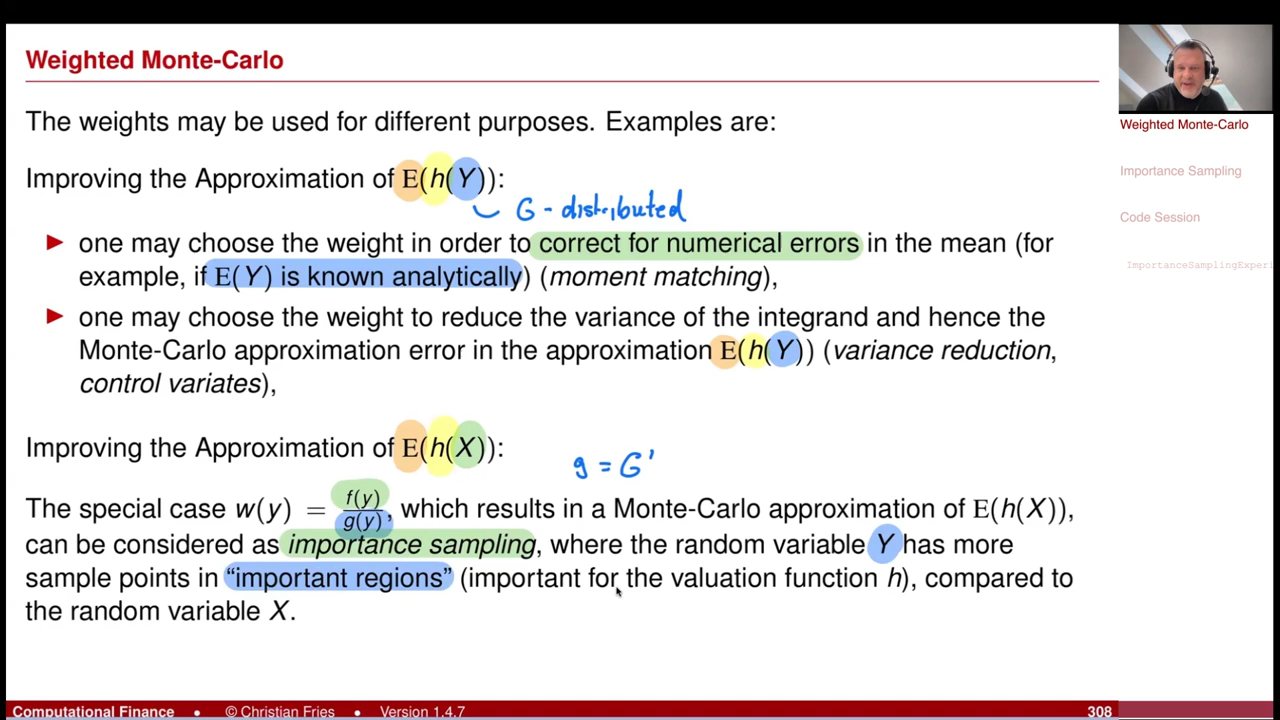 Weighted Monte-Carlo
The weights may be used for different purposes. Examples are:
Improving the Approximation of E(h(Y)):
G - distributed
▶ one may choose the weight in order to correct for numerical errors in the mean (for
example, if E(Y) is known analytically) (moment matching),
▶ one may choose the weight to reduce the variance of the integrand and hence the
Monte-Carlo approximation error in the approximation E(h(Y)) (variance reduction,
control variates),
Improving the Approximation of E(h(X)):
g = G'
The special case w(y) = f(y)/g(y), which results in a Monte-Carlo approximation of E(h(X)),
can be considered as importance sampling, where the random variable Y has more
sample points in “important regions” (important for the valuation function h), compared to
the random variable X.
Weighted Monte-Carlo
Importance Sampling
Code Session
ImportanceSamplingExperi
Computational Finance • © Christian Fries • Version 1.4.7 308